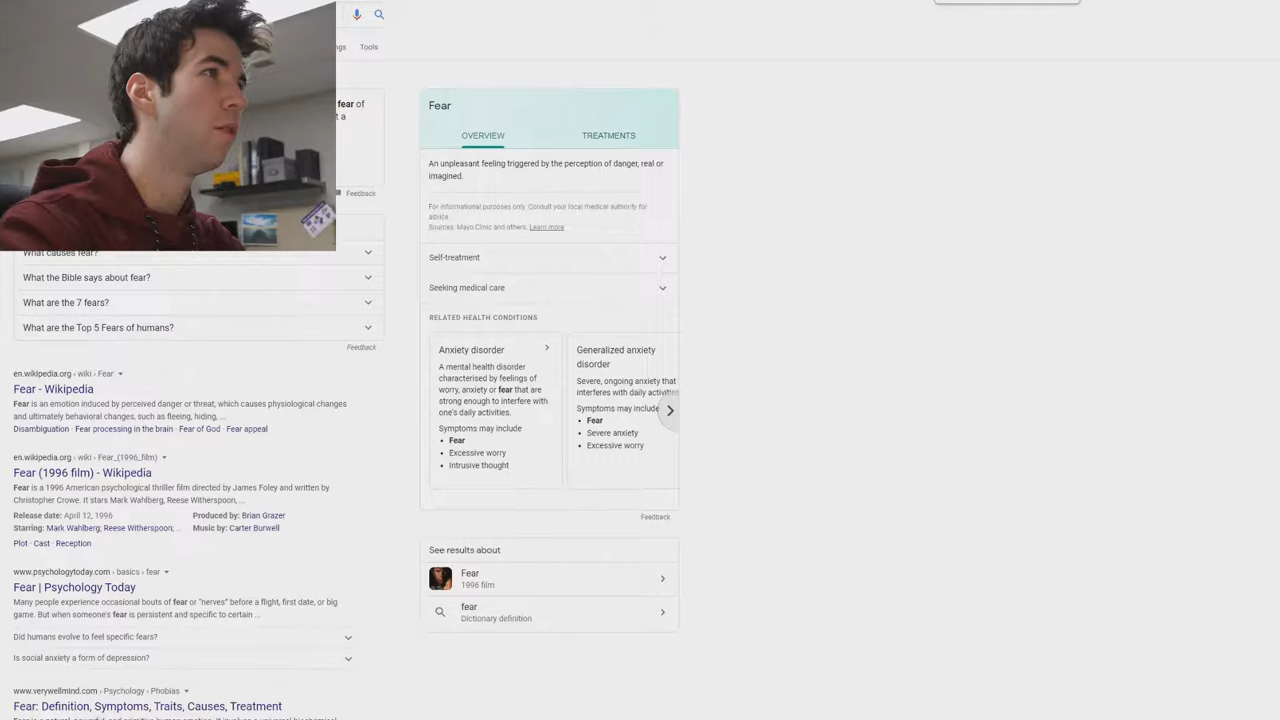 ngs Tools
fear of
t a
Feedback
What causes fear?
What the Bible says about fear?
What are the 7 fears?
What are the Top 5 Fears of humans?
Feedback
en.wikipedia.org › wiki › Fear
Fear - Wikipedia
Fear is an emotion induced by perceived danger or threat, which causes physiological changes
and ultimately behavioral changes, such as fleeing, hiding, ...
Disambiguation · Fear processing in the brain · Fear of God · Fear appeal
en.wikipedia.org › wiki › Fear_(1996_film)
Fear (1996 film) - Wikipedia
Fear is a 1996 American psychological thriller film directed by James Foley and written by
Christopher Crowe. It stars Mark Wahlberg, Reese Witherspoon, ...
Release date: April 12, 1996
Produced by: Brian Grazer
Starring: Mark Wahlberg; Reese Witherspoon; ...
Music by: Carter Burwell
Plot · Cast · Reception
www.psychologytoday.com › basics › fear
Fear | Psychology Today
Many people experience occasional bouts of fear or "nerves" before a flight, first date, or big
game. But when someone's fear is persistent and specific to certain ...
Did humans evolve to feel specific fears?
Is social anxiety a form of depression?
www.verywellmind.com › Psychology › Phobias
Fear: Definition, Symptoms, Traits, Causes, Treatment
Fear
OVERVIEW TREATMENTS
An unpleasant feeling triggered by the perception of danger, real or
imagined.
For informational purposes only. Consult your local medical authority for
advice.
Sources: Mayo Clinic and others. Learn more
Self-treatment
Seeking medical care
RELATED HEALTH CONDITIONS
Anxiety disorder
A mental health disorder
characterised by feelings of
worry, anxiety or fear that are
strong enough to interfere with
one's daily activities.
Symptoms may include
• Fear
• Excessive worry
• Intrusive thought
Generalized anxiety
disorder
Severe, ongoing anxiety that
interferes with daily activities
Symptoms may include
• Fear
• Severe anxiety
• Excessive worry
Feedback
See results about
Fear
1996 film
fear
Dictionary definition